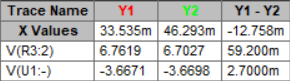 Trace Name Y1 Y2 Y1 - Y2
X Values 33.535m 46.293m -12.758m
V(R3:2) 6.7619 6.7027 59.200m
V(U1:-) -3.6671 -3.6698 2.7000m